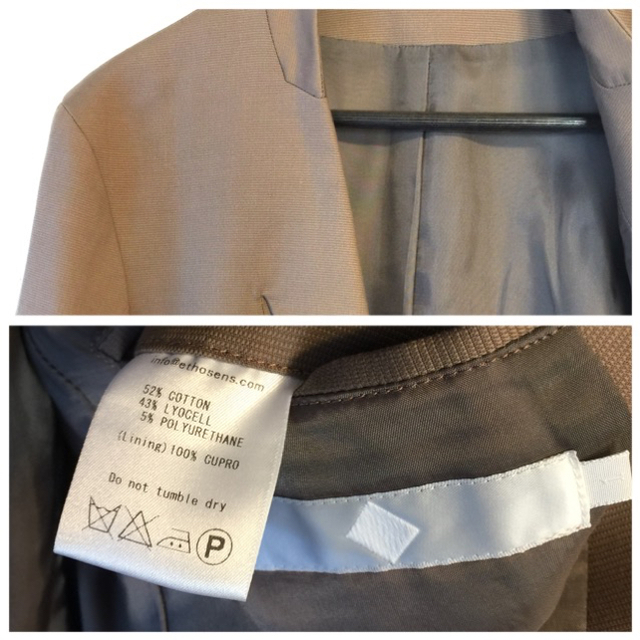 info@ethosens.com
52% COTTON
43% LYOCELL
5% POLYURETHANE
(Lining)100% CUPRO
Do not tumble dry
P